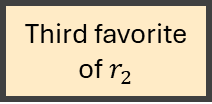 Third favorite
of r₂